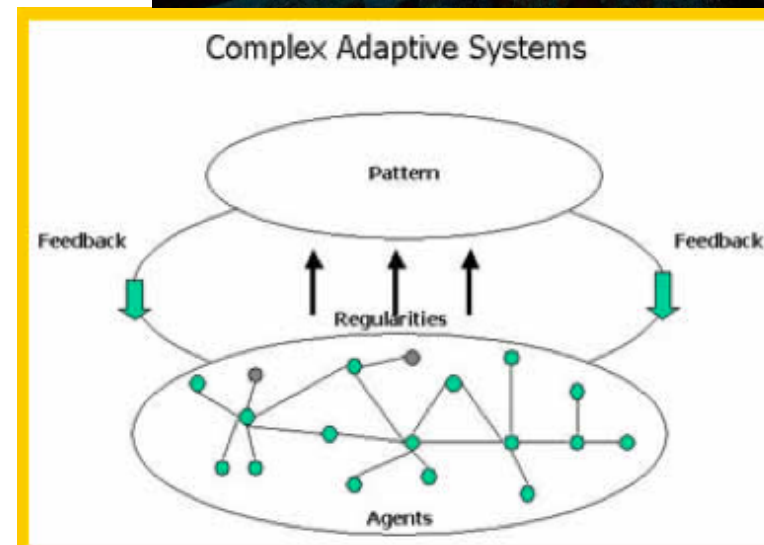 Complex Adaptive Systems
Pattern
Feedback
Feedback
Regularities
Agents